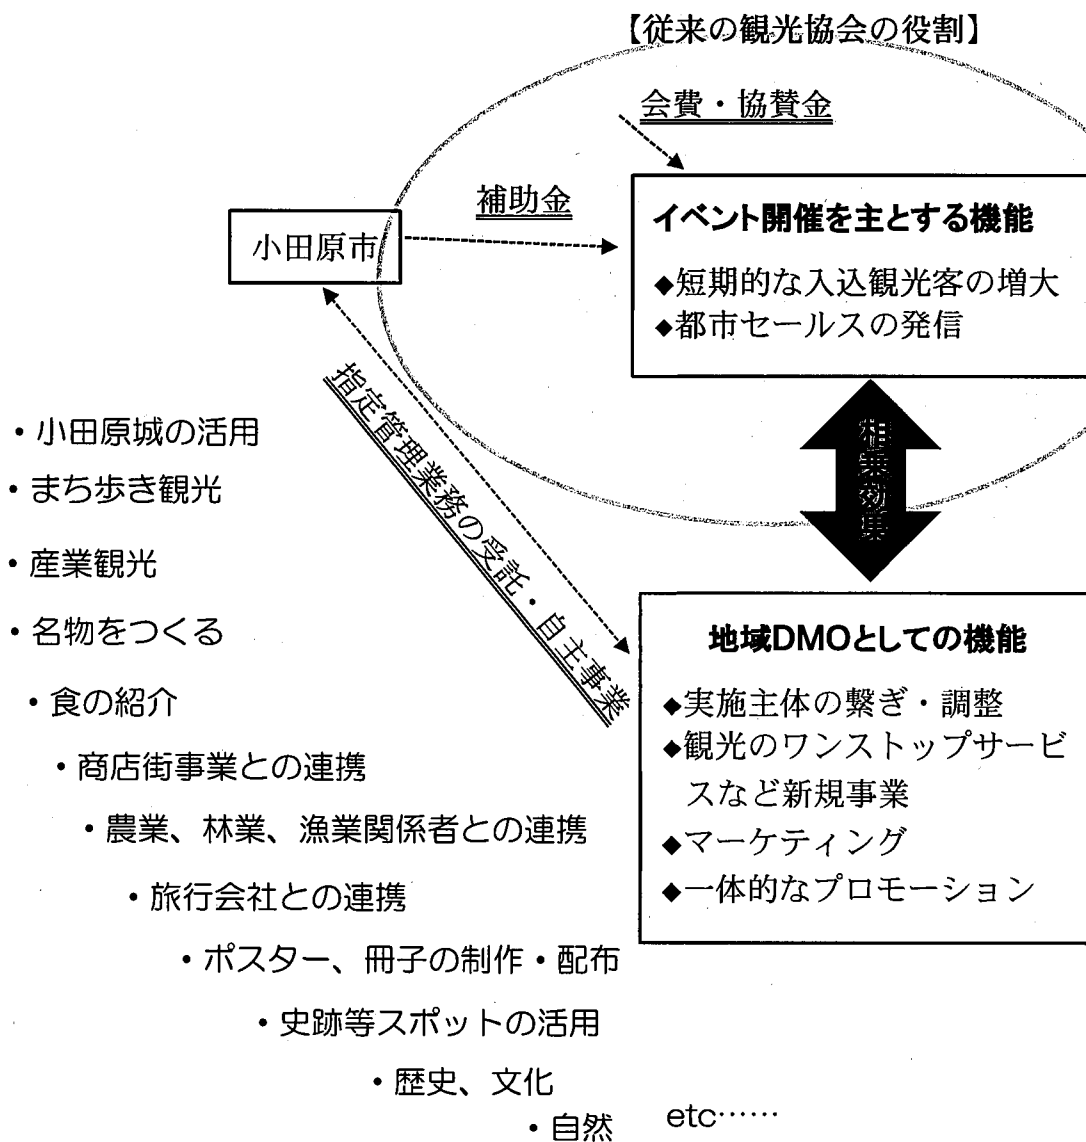 【従来の観光協会の役割】
会費・協賛金
補助金
小田原市
イベント開催を主とする機能
◆短期的な入込観光客の増大
◆都市セールスの発信
相乗効果
指定管理業務の受託・自主事業
・小田原城の活用
・まち歩き観光
・産業観光
・名物をつくる
・食の紹介
・商店街事業との連携
・農業、林業、漁業関係者との連携
・旅行会社との連携
・ポスター、冊子の制作・配布
・史跡等スポットの活用
・歴史、文化
・自然 etc……
地域DMOとしての機能
◆実施主体の繋ぎ・調整
◆観光のワンストップサービ
スなど新規事業
◆マーケティング
◆一体的なプロモーション